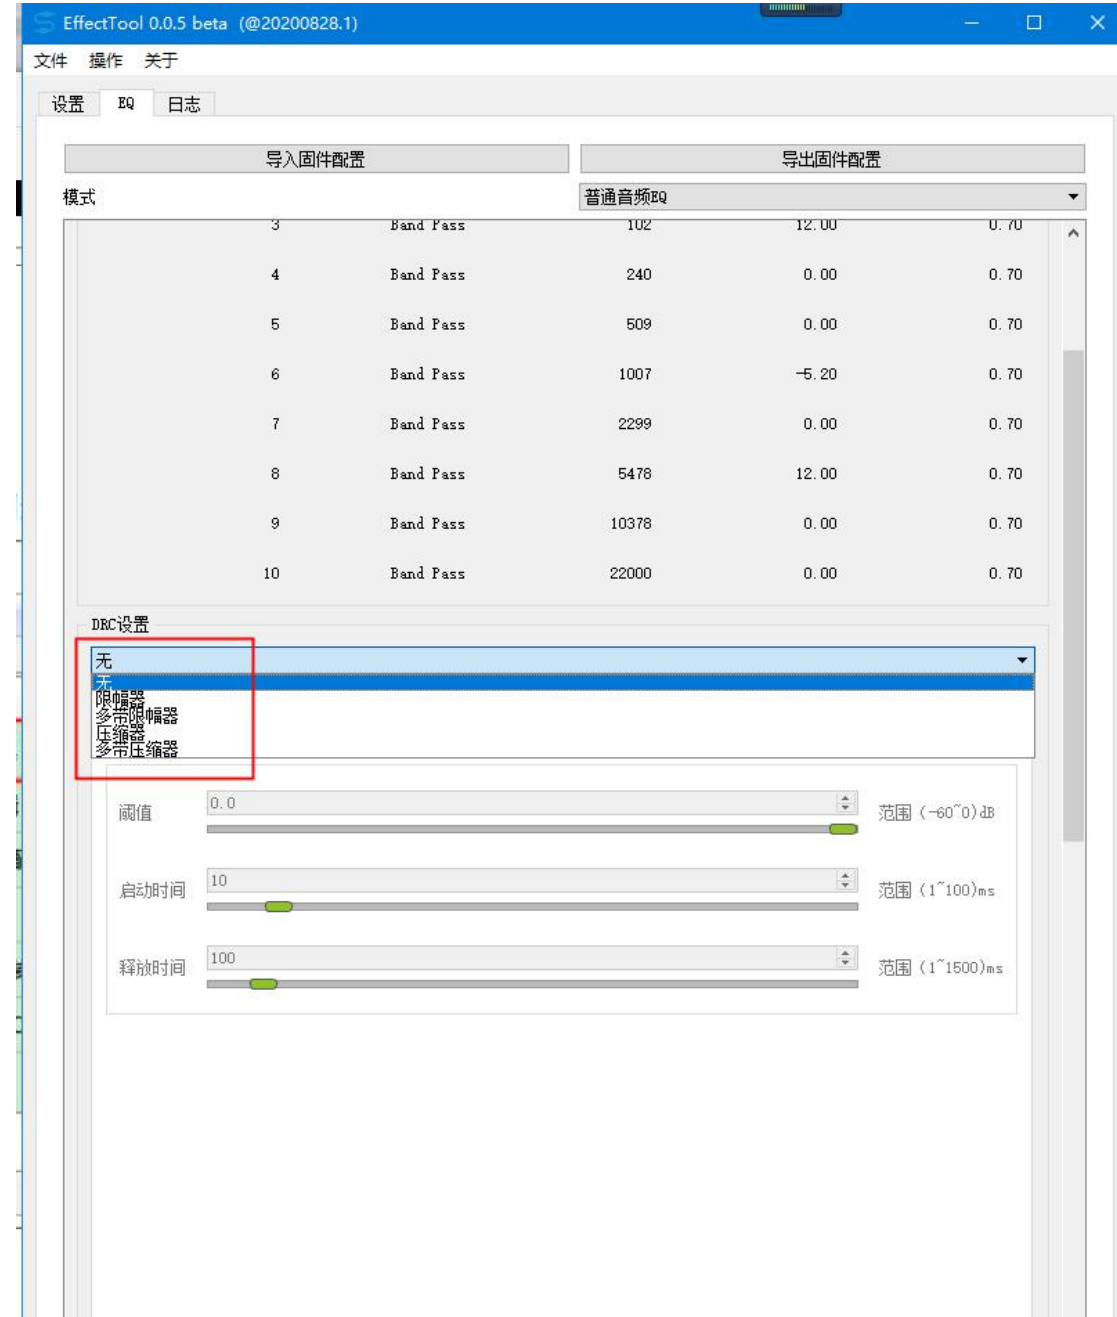 EffectTool 0.0.5 beta (@20200828.1)
文件 操作 关于
设置 EQ 日志
导入固件配置 导出固件配置
模式 普通音频EQ
3 Band Pass 102 12.00 0.70
4 Band Pass 240 0.00 0.70
5 Band Pass 509 0.00 0.70
6 Band Pass 1007 -5.20 0.70
7 Band Pass 2299 0.00 0.70
8 Band Pass 5478 12.00 0.70
9 Band Pass 10378 0.00 0.70
10 Band Pass 22000 0.00 0.70
DRC设置
无
无
限幅器
多带限幅器
压缩器
多带压缩器
阈值 0.0 范围 (-60~0)dB
启动时间 10 范围 (1~100)ms
释放时间 100 范围 (1~1500)ms